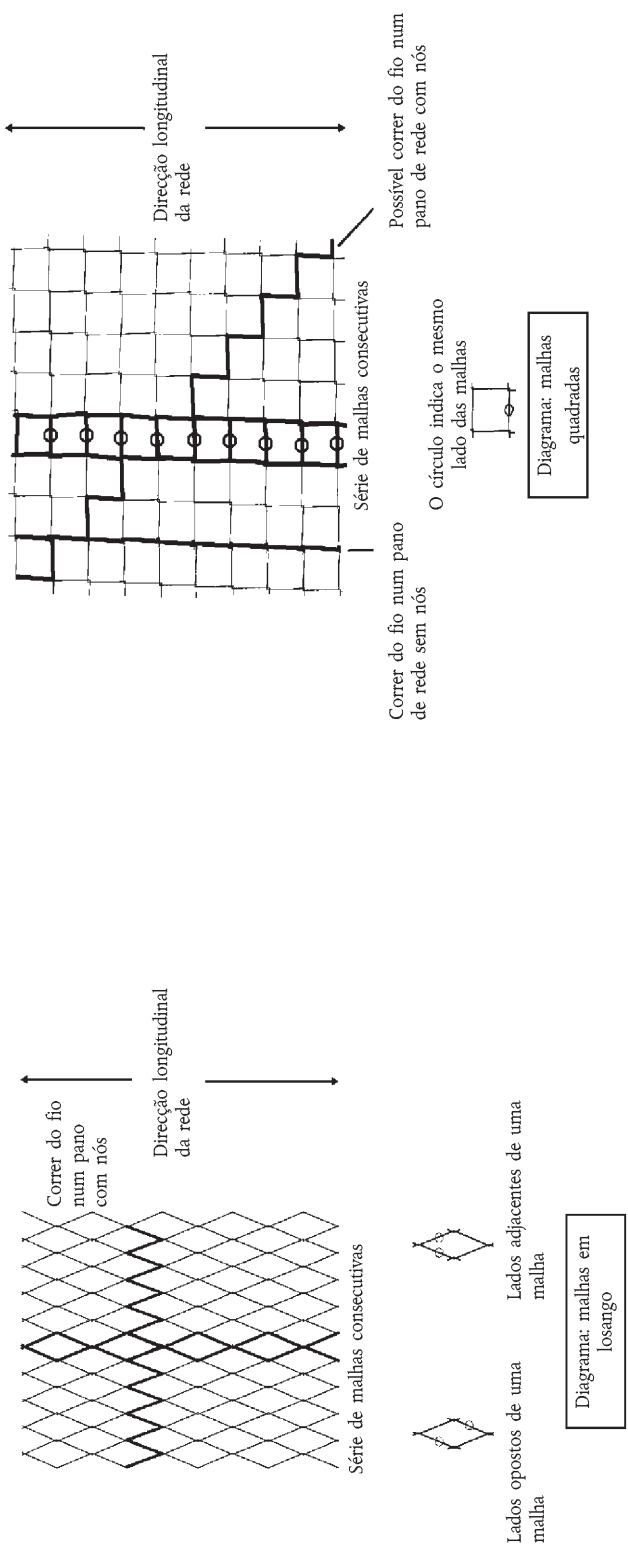 Correr do fio
num pano
com nós
Direcção longitudinal
da rede
Série de malhas consecutivas
Lados opostos de uma
malha
Lados adjacentes de uma
malha
Diagrama: malhas em
losango
Direcção longitudinal
da rede
Série de malhas consecutivas
Correr do fio num pano
de rede sem nós
Possível correr do fio num
pano de rede com nós
O círculo indica o mesmo
lado das malhas
Diagrama: malhas
quadradas